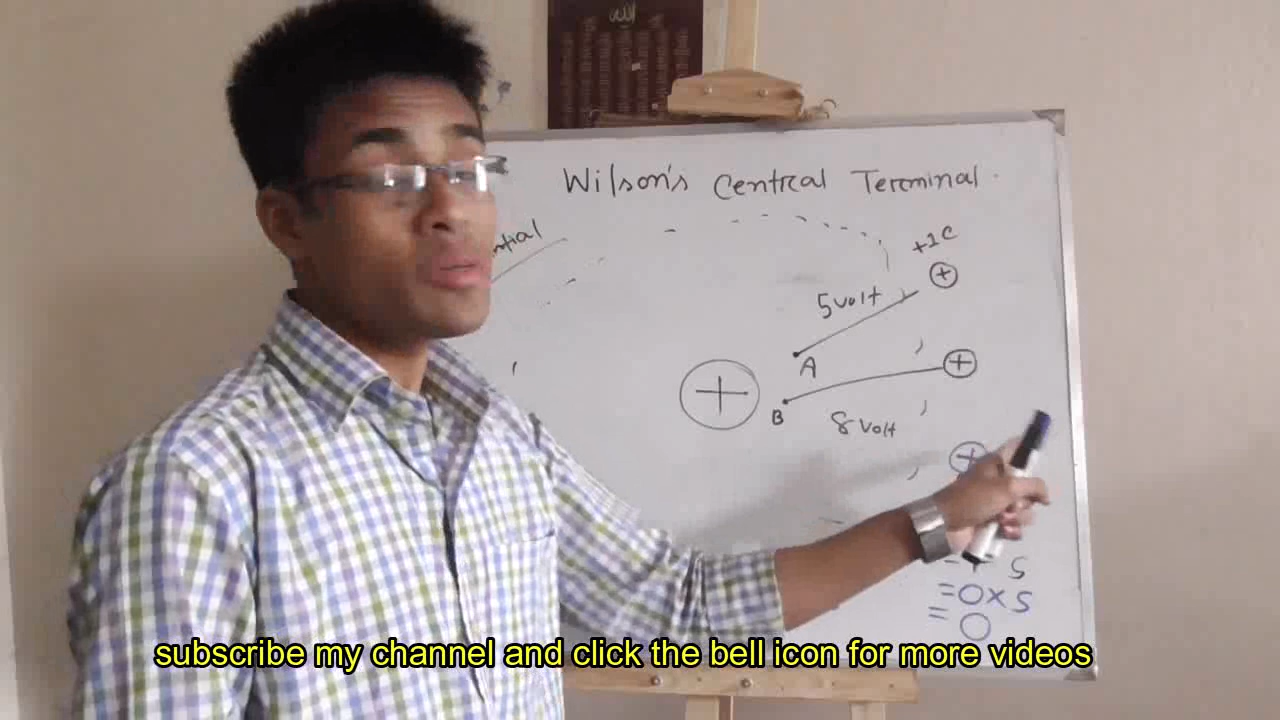 الله
Wilson's Central Terminal
+1C
+
5 volt
+
A
+
B
8 volt
+
S
= 0 x S
= 0
subscribe my channel and click the bell icon for more videos